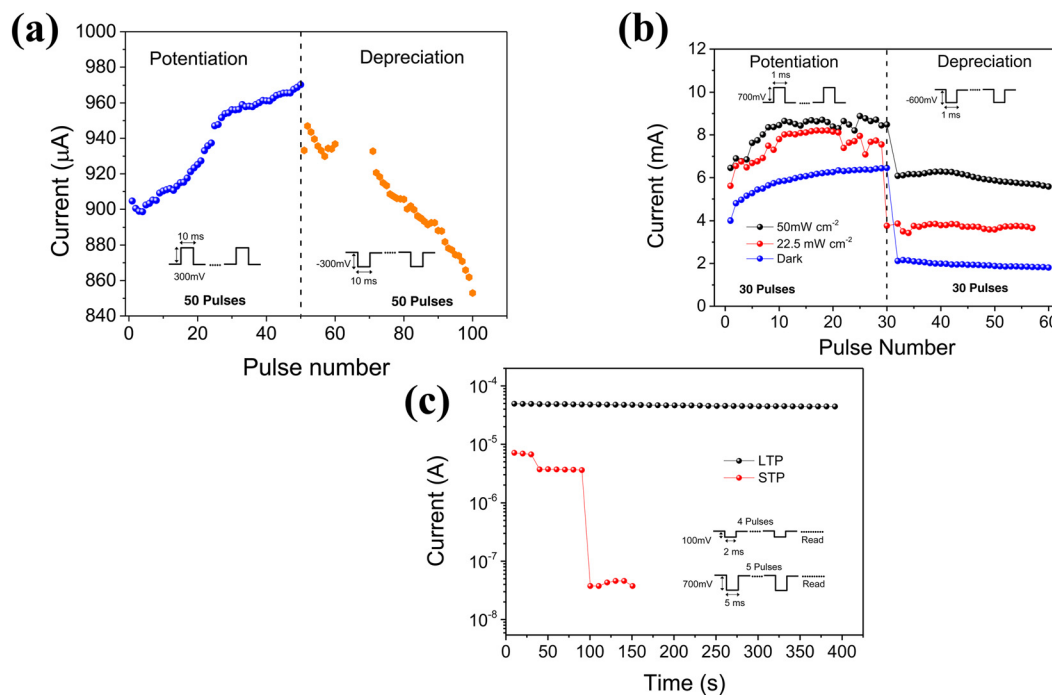 (a)
1000
980
960
940
920
900
880
860
840
Current (μA)
Potentiation
Depreciation
10 ms
300mV
50 Pulses
-300mV
10 ms
50 Pulses
0 20 40 60 80 100
Pulse number
(b)
12
10
8
6
4
2
0
Current (mA)
Potentiation
Depreciation
1 ms
700mV
-600mV
1 ms
50mW cm⁻²
22.5 mW cm⁻²
Dark
30 Pulses
30 Pulses
0 10 20 30 40 50 60
Pulse Number
(c)
10⁻⁴
10⁻⁵
10⁻⁶
10⁻⁷
10⁻⁸
Current (A)
LTP
STP
4 Pulses
100mV
2 ms
Read
5 Pulses
700mV
5 ms
Read
0 50 100 150 200 250 300 350 400
Time (s)